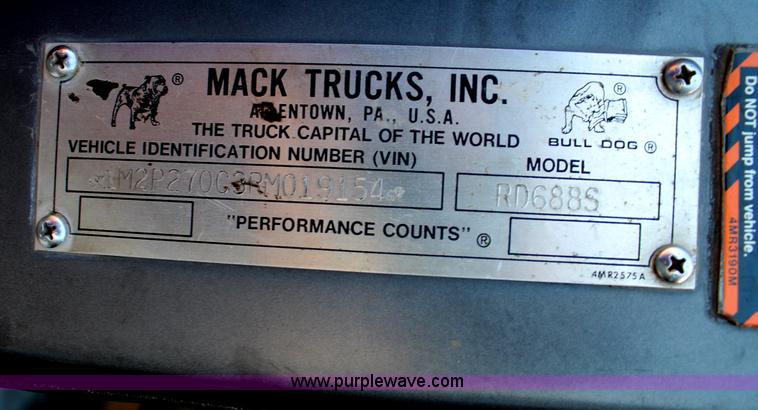 ® MACK TRUCKS, INC. ®
ALLENTOWN, PA., U.S.A.
THE TRUCK CAPITAL OF THE WORLD
BULL DOG ®
VEHICLE IDENTIFICATION NUMBER (VIN)
MODEL
1M2P270C3RM019154
RD688S
"PERFORMANCE COUNTS" ®
4MR2575A
Do NOT jump from vehicle.
4MR3190M
www.purplewave.com